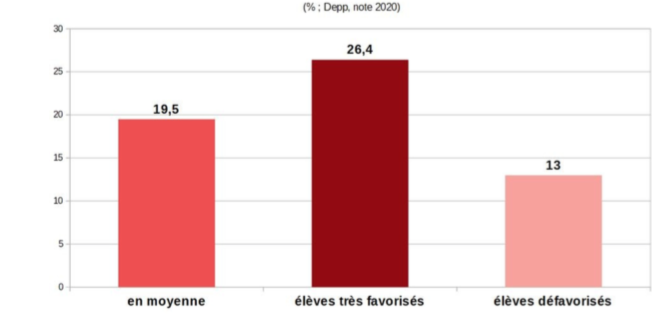 (% ; Depp, note 2020)
30
25
20
15
10
5
0
19,5
26,4
13
en moyenne
élèves très favorisés
élèves défavorisés